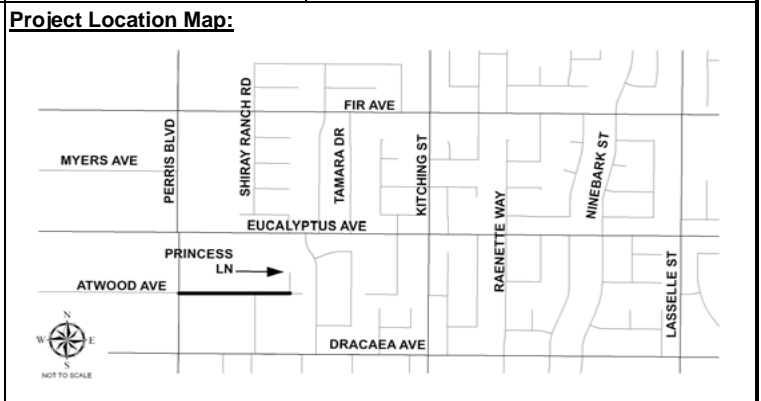 Project Location Map:
FIR AVE
PERRIS BLVD
SHIRAY RANCH RD
TAMARA DR
KITCHING ST
NINEBARK ST
MYERS AVE
EUCALYPTUS AVE
RAENETTE WAY
PRINCESS
LN
ATWOOD AVE
LASSELLE ST
DRACAEA AVE
N
W
E
S
NOT TO SCALE